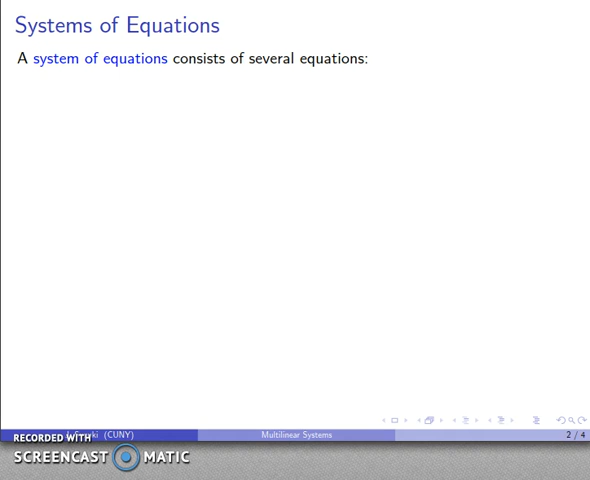 Systems of Equations
A system of equations consists of several equations:
(CUNY)
Multilinear Systems
2 / 4
RECORDED WITH
SCREENCAST MATIC